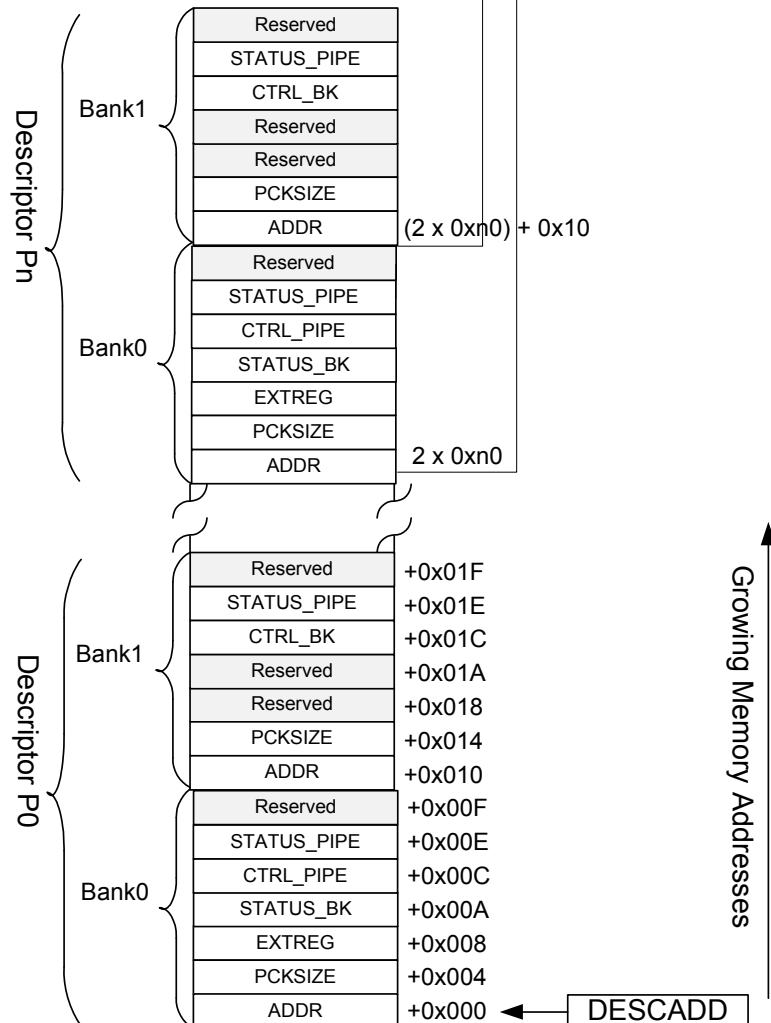 Reserved
STATUS_PIPE
CTRL_BK
Reserved
Reserved
PCKSIZE
ADDR
(2 x 0xn0) + 0x10
Bank1
Reserved
STATUS_PIPE
CTRL_PIPE
STATUS_BK
EXTREG
PCKSIZE
ADDR
2 x 0xn0
Bank0
Descriptor Pn
Reserved +0x01F
STATUS_PIPE +0x01E
CTRL_BK +0x01C
Reserved +0x01A
Reserved +0x018
PCKSIZE +0x014
ADDR +0x010
Bank1
Reserved +0x00F
STATUS_PIPE +0x00E
CTRL_PIPE +0x00C
STATUS_BK +0x00A
EXTREG +0x008
PCKSIZE +0x004
ADDR +0x000
DESCADD
Bank0
Descriptor P0
Growing Memory Addresses